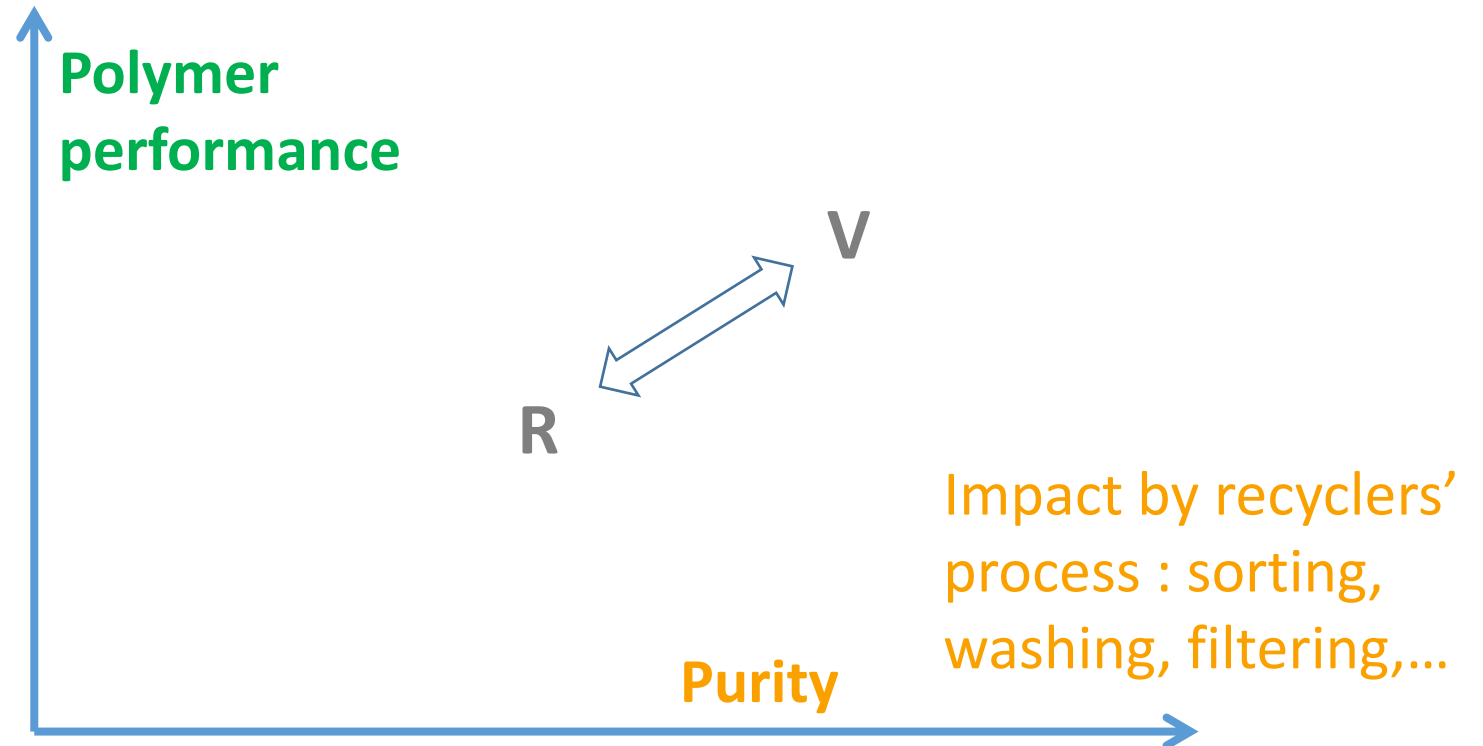 Polymer
performance
V
R
Impact by recyclers’
process : sorting,
washing, filtering,...
Purity